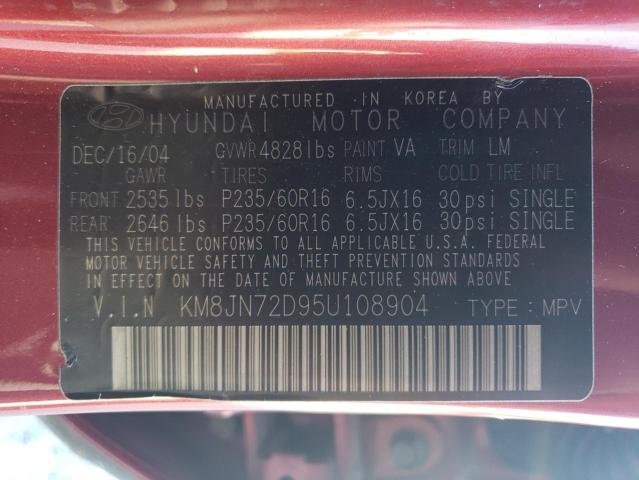 MANUFACTURED IN KOREA BY
HYUNDAI MOTOR COMPANY
DEC/16/04 GVWR 4828lbs PAINT VA TRIM LM
GAWR TIRES RIMS COLD TIRE INFL
FRONT 2535lbs P235/60R16 6.5JX16 30psi SINGLE
REAR 2646lbs P235/60R16 6.5JX16 30psi SINGLE
THIS VEHICLE CONFORMS TO ALL APPLICABLE U.S.A. FEDERAL
MOTOR VEHICLE SAFETY, AND THEFT PREVENTION STANDARDS
IN EFFECT ON THE DATE OF MANUFACTURE SHOWN ABOVE.
V.I.N KM8JN72D95U108904 TYPE : MPV